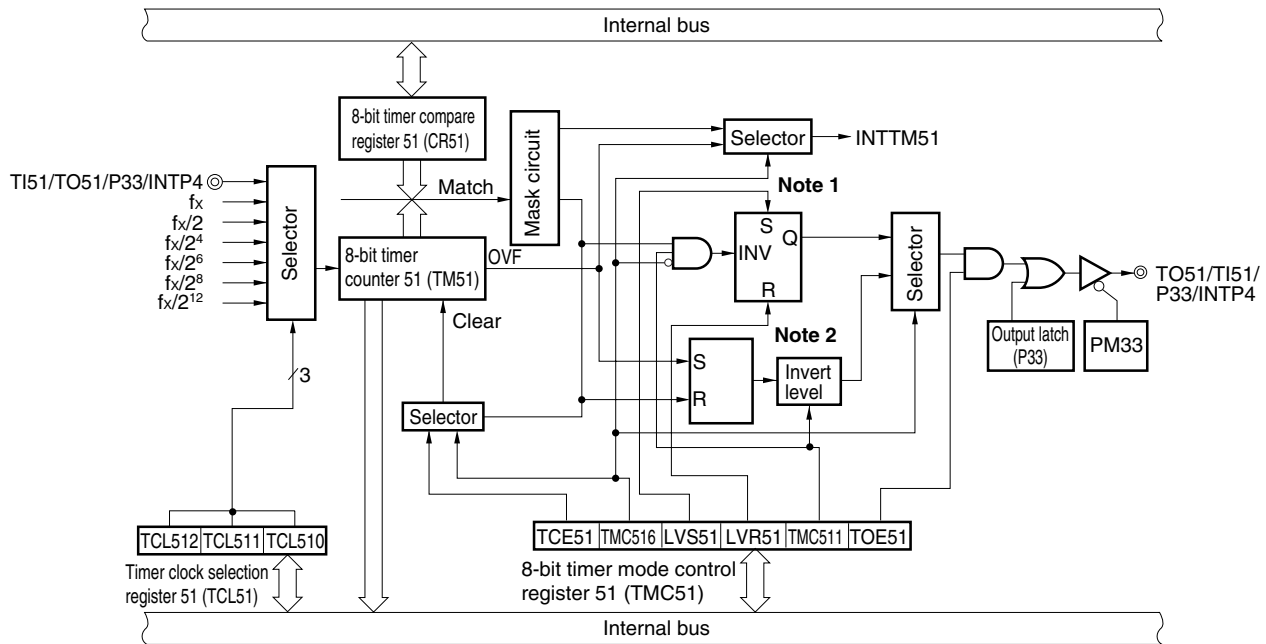 Internal bus
8-bit timer compare
register 51 (CR51)
Mask circuit
Selector
INTTM51
TI51/TO51/P33/INTP4
fX
fX/2
fX/2⁴
fX/2⁶
fX/2⁸
fX/2¹²
Selector
Match
Note 1
8-bit timer
counter 51 (TM51)
OVF
Clear
S
Q
INV
R
Selector
TO51/TI51/
P33/INTP4
Output latch
(P33)
PM33
Note 2
S
R
Invert
level
3
Selector
TCL512 TCL511 TCL510
Timer clock selection
register 51 (TCL51)
TCE51 TMC516 LVS51 LVR51 TMC511 TOE51
8-bit timer mode control
register 51 (TMC51)
Internal bus